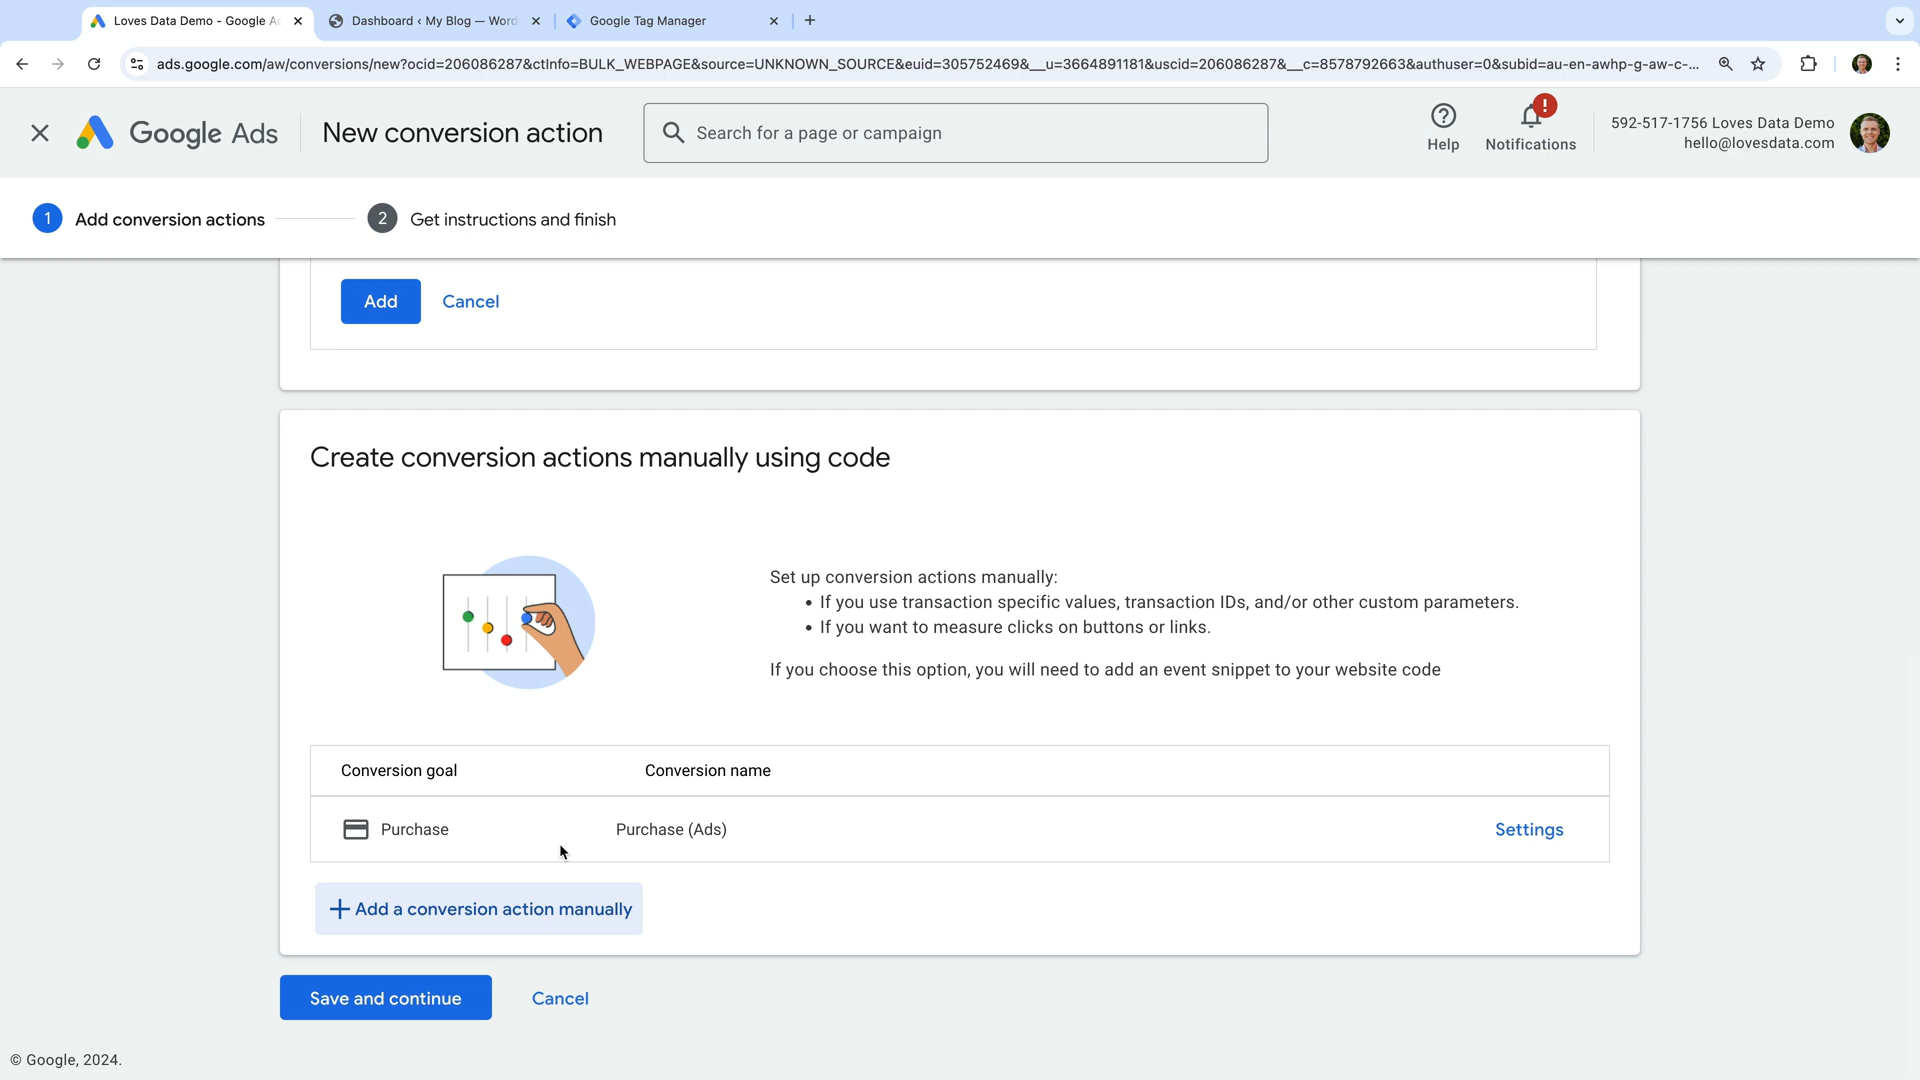 Loves Data Demo - Google A
Dashboard ‹ My Blog — Word
Google Tag Manager
ads.google.com/aw/conversions/new?ocid=206086287&ctInfo=BULK_WEBPAGE&source=UNKNOWN_SOURCE&euid=305752469&__u=3664891181&uscid=206086287&__c=8578792663&authuser=0&subid=au-en-awhp-g-aw-c-...
Google Ads
New conversion action
Search for a page or campaign
Help
!
Notifications
592-517-1756 Loves Data Demo
hello@lovesdata.com
1 Add conversion actions
2 Get instructions and finish
Add
Cancel
Create conversion actions manually using code
Set up conversion actions manually:
• If you use transaction specific values, transaction IDs, and/or other custom parameters.
• If you want to measure clicks on buttons or links.
If you choose this option, you will need to add an event snippet to your website code
Conversion goal
Conversion name
Purchase
Purchase (Ads)
Settings
+ Add a conversion action manually
Save and continue
Cancel
© Google, 2024.